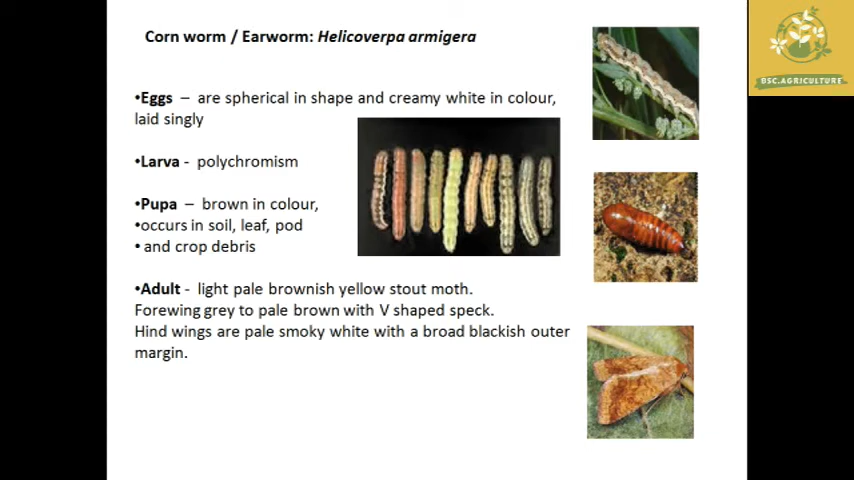 Corn worm / Earworm: Helicoverpa armigera
•Eggs – are spherical in shape and creamy white in colour,
laid singly
•Larva - polychromism
•Pupa – brown in colour,
•occurs in soil, leaf, pod
• and crop debris
•Adult - light pale brownish yellow stout moth.
Forewing grey to pale brown with V shaped speck.
Hind wings are pale smoky white with a broad blackish outer
margin.
BSC.AGRICULTURE